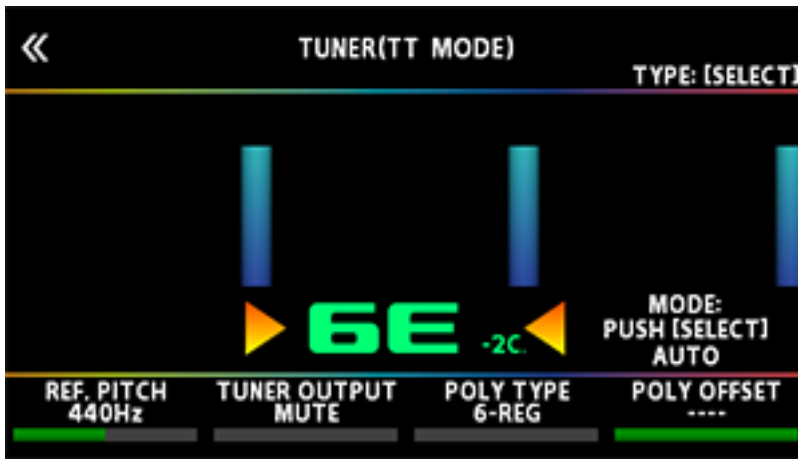 «
TUNER(TT MODE)
TYPE: [SELECT]
6E -2C.
MODE:
PUSH [SELECT]
AUTO
REF. PITCH
440Hz
TUNER OUTPUT
MUTE
POLY TYPE
6-REG
POLY OFFSET
----